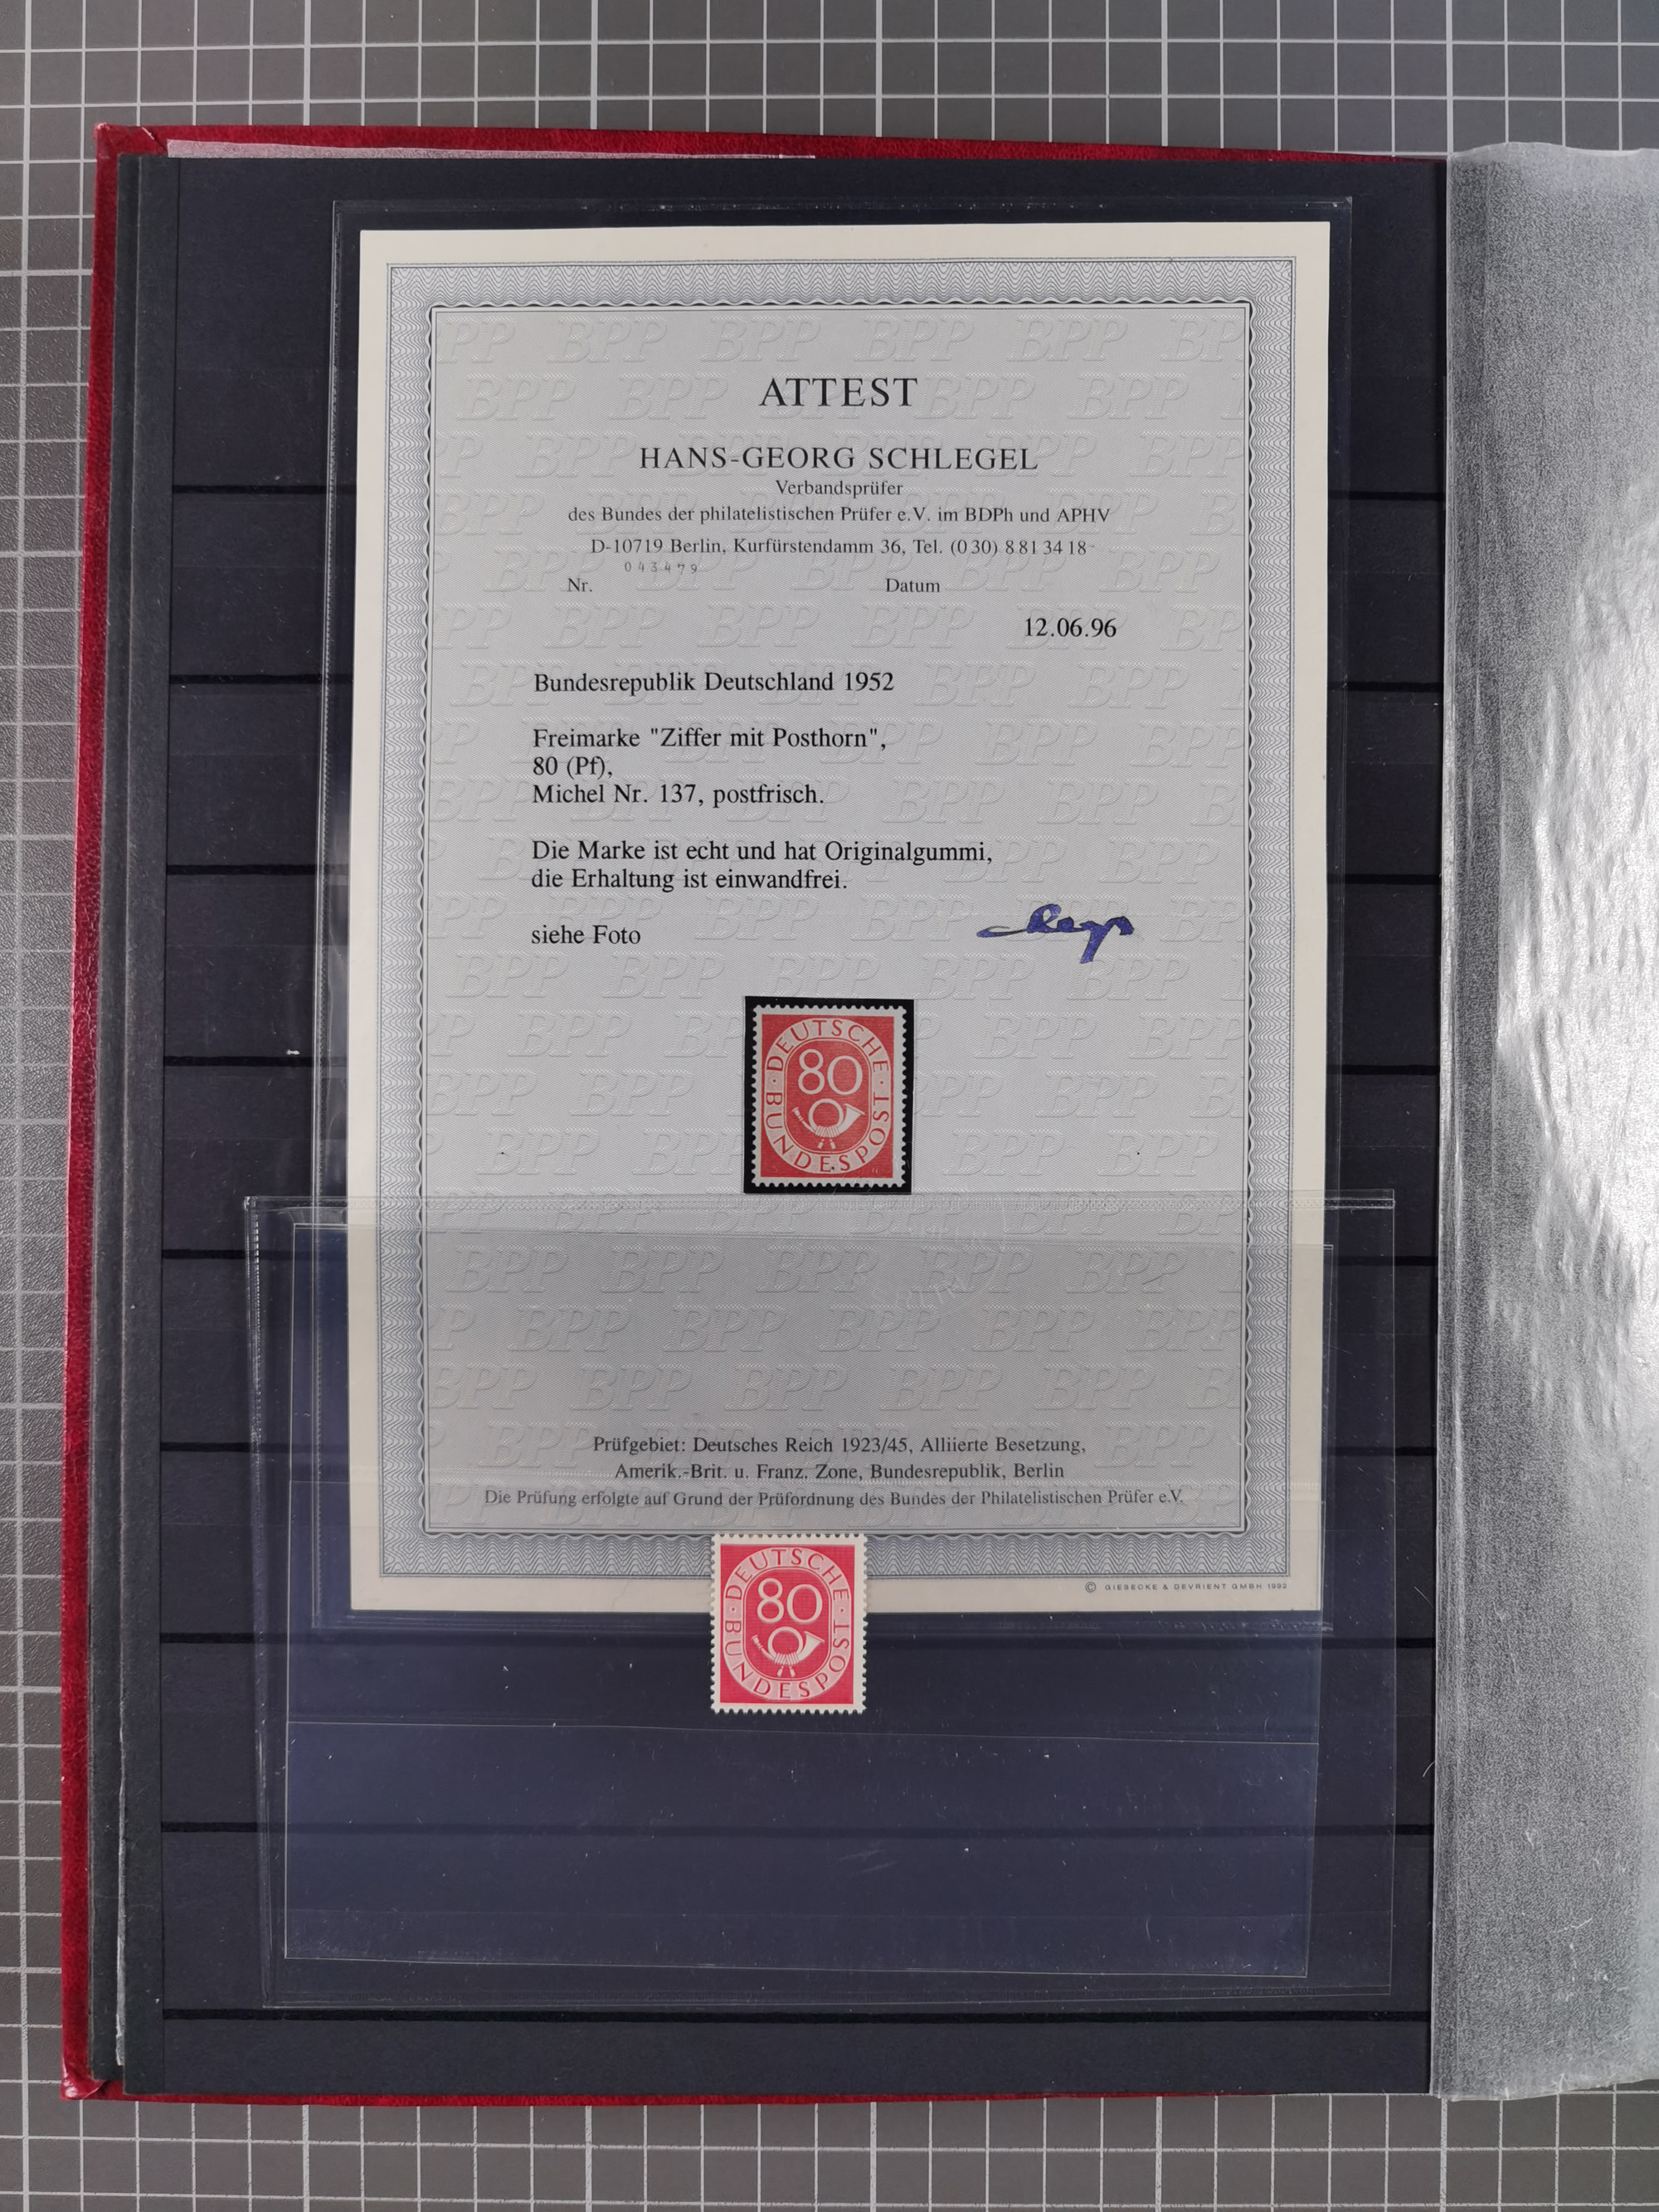 ATTEST
HANS-GEORG SCHLEGEL
Verbandsprüfer
des Bundes der philatelistischen Prüfer e.V. im BDPh und APHV
D-10719 Berlin, Kurfürstendamm 36, Tel. (030) 8 81 34 18
043479
Nr. Datum
12.06.96
Bundesrepublik Deutschland 1952
Freimarke "Ziffer mit Posthorn",
80 (Pf),
Michel Nr. 137, postfrisch.
Die Marke ist echt und hat Originalgummi,
die Erhaltung ist einwandfrei.
siehe Foto
DEUTSCHE
80
BUNDESPOST
Prüfgebiet: Deutsches Reich 1923/45, Alliierte Besetzung,
Amerik.-Brit. u. Franz. Zone, Bundesrepublik, Berlin
Die Prüfung erfolgte auf Grund der Prüfordnung des Bundes der Philatelistischen Prüfer e.V.
© GIESECKE & DEVRIENT GMBH 1992
DEUTSCHE
80
BUNDESPOST